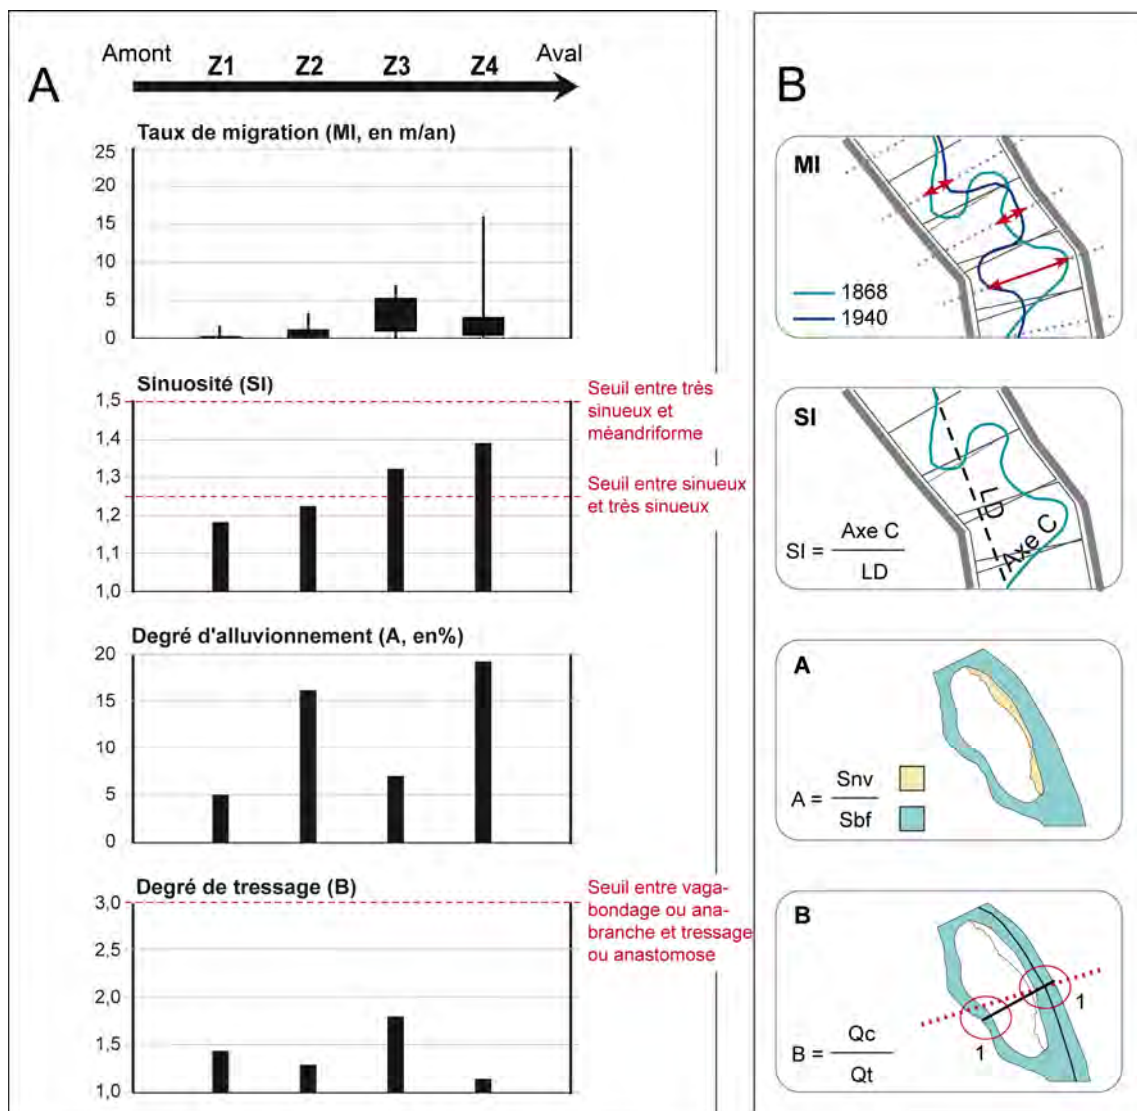 A
Amont
Z1 Z2 Z3 Z4
Aval
Taux de migration (MI, en m/an)
25
20
15
10
5
0
Sinuosité (SI)
1,5
1,4
1,3
1,2
1,1
1,0
Seuil entre très
sinueux et
méandriforme
Seuil entre sinueux
et très sinueux
Degré d'alluvionnement (A, en%)
20
15
10
5
0
Degré de tressage (B)
3,0
2,5
2,0
1,5
1,0
Seuil entre vaga-
bondage ou ana-
branche et tressage
ou anastomose
B
MI
1868
1940
SI
LD
Axe C
SI = Axe C
LD
A
A = Snv
Sbf
B
1
1
B = Qc
Qt